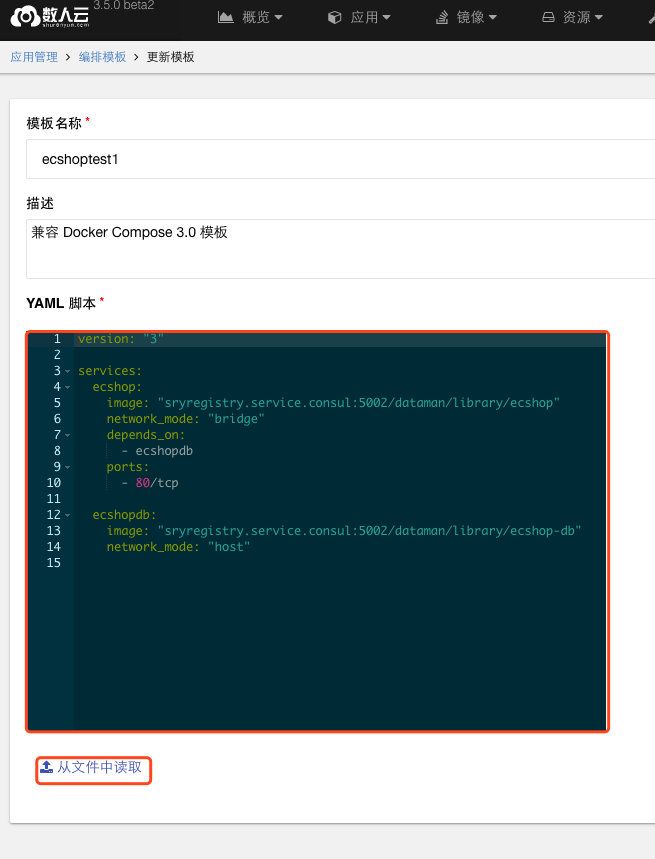 数人云 3.5.0 beta2 概览 应用 镜像 资源
shurenyun.com
应用管理 > 编排模板 > 更新模板
模板名称 *
ecshoptest1
描述
兼容 Docker Compose 3.0 模板
YAML 脚本 *
1 version: "3"
2
3 services:
4 ecshop:
5 image: "sryregistry.service.consul:5002/dataman/library/ecshop"
6 network_mode: "bridge"
7 depends_on:
8 - ecshopdb
9 ports:
10 - 80/tcp
11
12 ecshopdb:
13 image: "sryregistry.service.consul:5002/dataman/library/ecshop-db"
14 network_mode: "host"
15
从文件中读取